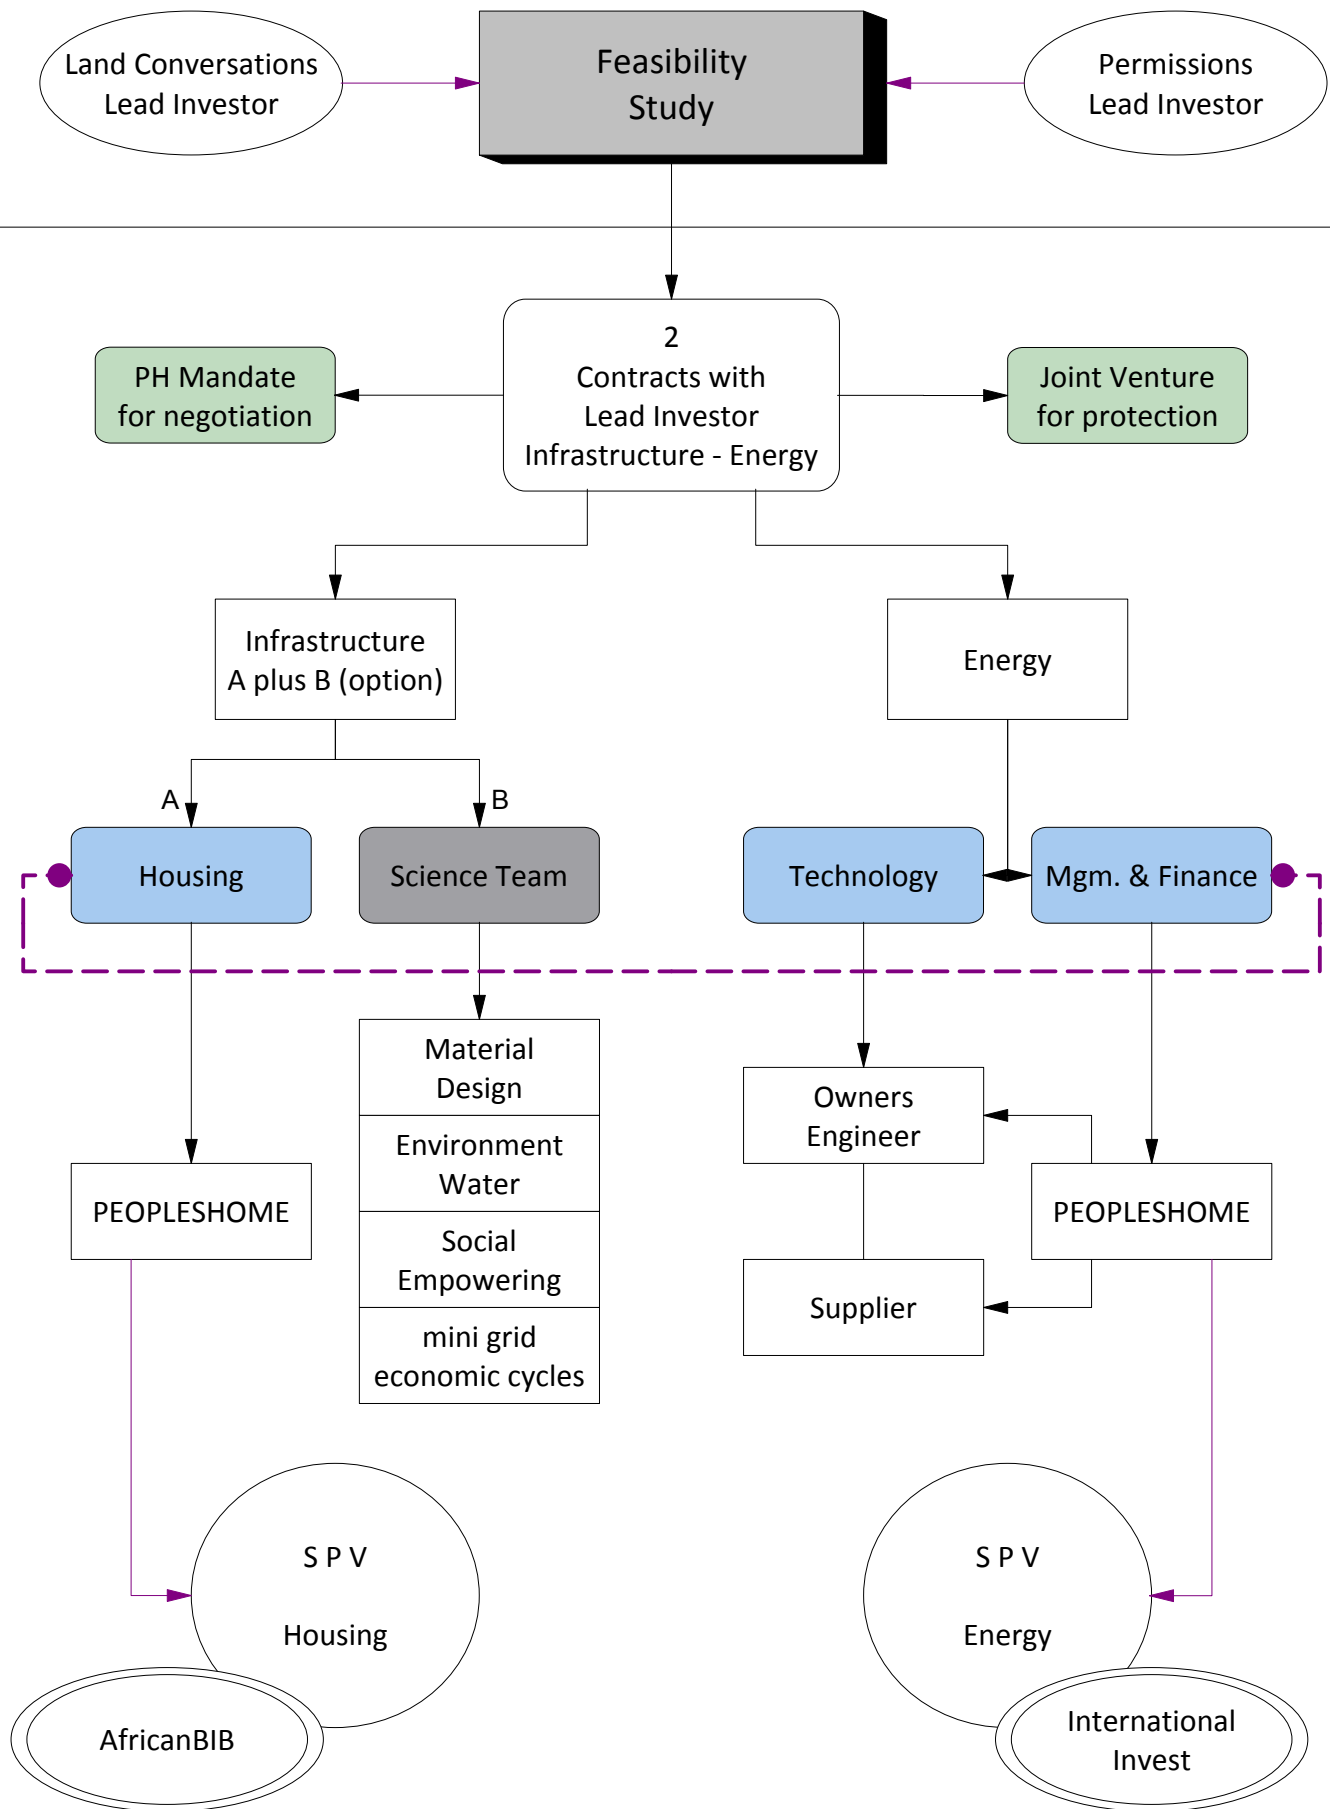 Land Conversations
Lead Investor
Feasibility
Study
Permissions
Lead Investor
2
Contracts with
Lead Investor
Infrastructure - Energy
PH Mandate
for negotiation
Joint Venture
for protection
Infrastructure
A plus B (option)
Energy
A
B
Housing
Science Team
Technology
Mgm. & Finance
Material
Design
Environment
Water
Social
Empowering
mini grid
economic cycles
Owners
Engineer
PEOPLESHOME
PEOPLESHOME
Supplier
S P V
Housing
S P V
Energy
AfricanBIB
International
Invest